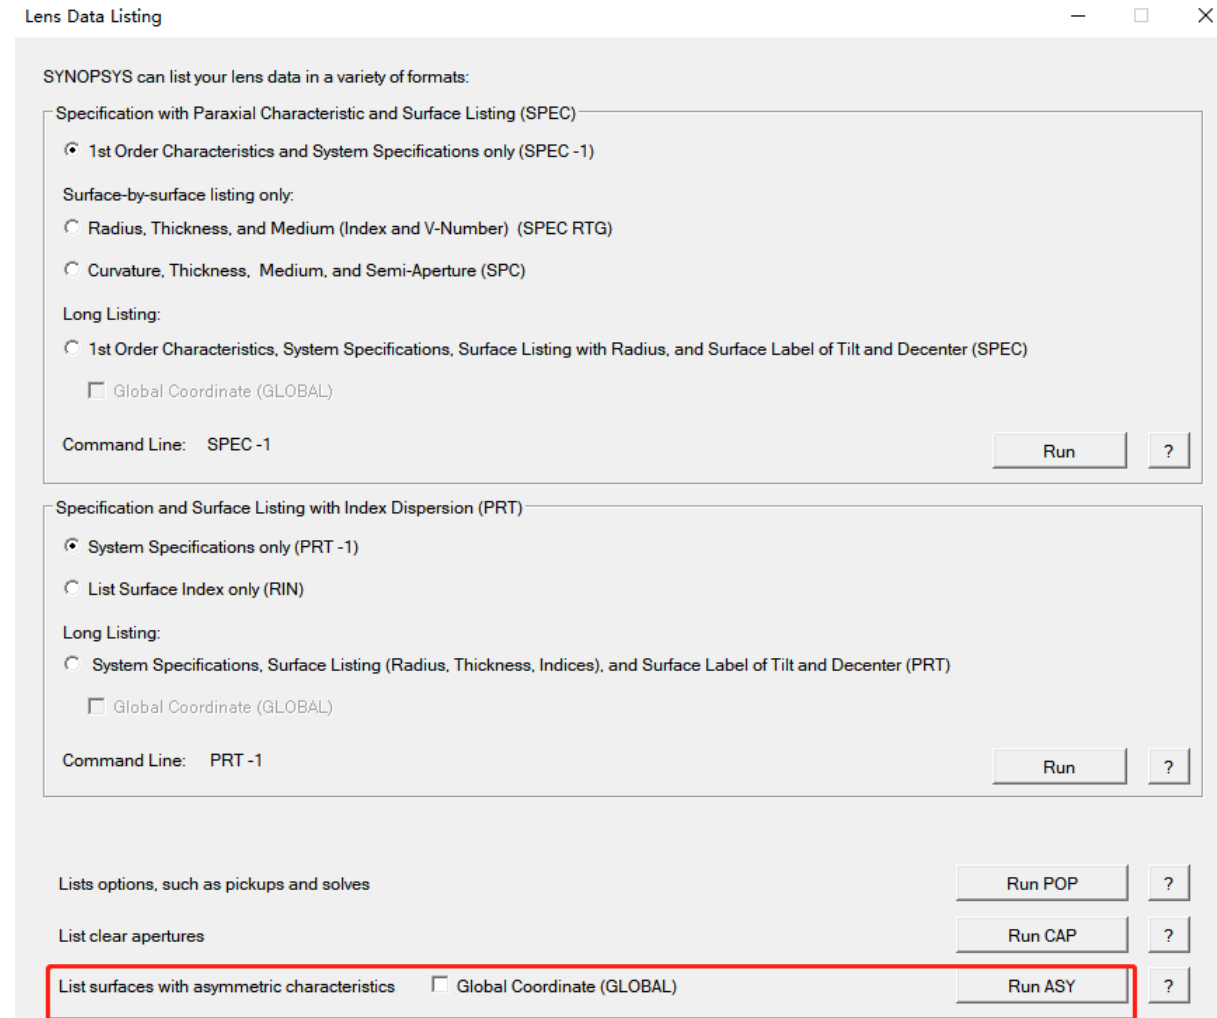 Lens Data Listing
SYNOPSYS can list your lens data in a variety of formats:
Specification with Paraxial Characteristic and Surface Listing (SPEC)
1st Order Characteristics and System Specifications only (SPEC -1)
Surface-by-surface listing only:
Radius, Thickness, and Medium (Index and V-Number) (SPEC RTG)
Curvature, Thickness, Medium, and Semi-Aperture (SPC)
Long Listing:
1st Order Characteristics, System Specifications, Surface Listing with Radius, and Surface Label of Tilt and Decenter (SPEC)
Global Coordinate (GLOBAL)
Command Line: SPEC -1 Run ?
Specification and Surface Listing with Index Dispersion (PRT)
System Specifications only (PRT -1)
List Surface Index only (RIN)
Long Listing:
System Specifications, Surface Listing (Radius, Thickness, Indices), and Surface Label of Tilt and Decenter (PRT)
Global Coordinate (GLOBAL)
Command Line: PRT -1 Run ?
Lists options, such as pickups and solves Run POP ?
List clear apertures Run CAP ?
List surfaces with asymmetric characteristics Global Coordinate (GLOBAL) Run ASY ?